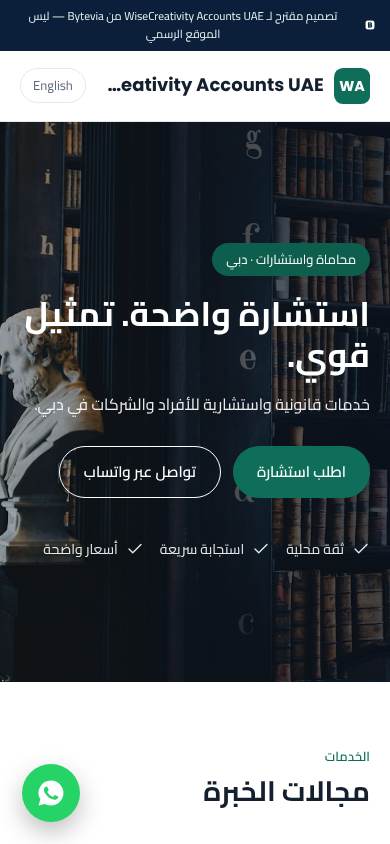 تصميم مقترح لـ WiseCreativity Accounts UAE من Bytevia — ليس
الموقع الرسمي
B
WA
...eativity Accounts UAE
English
محاماة واستشارات · دبي
استشارة واضحة. تمثيل
قوي.
خدمات قانونية واستشارية للأفراد والشركات في دبي.
اطلب استشارة
تواصل عبر واتساب
ثقة محلية
استجابة سريعة
أسعار واضحة
k
i
h
g
g
f
e
d
c
الخدمات
مجالات الخبرة